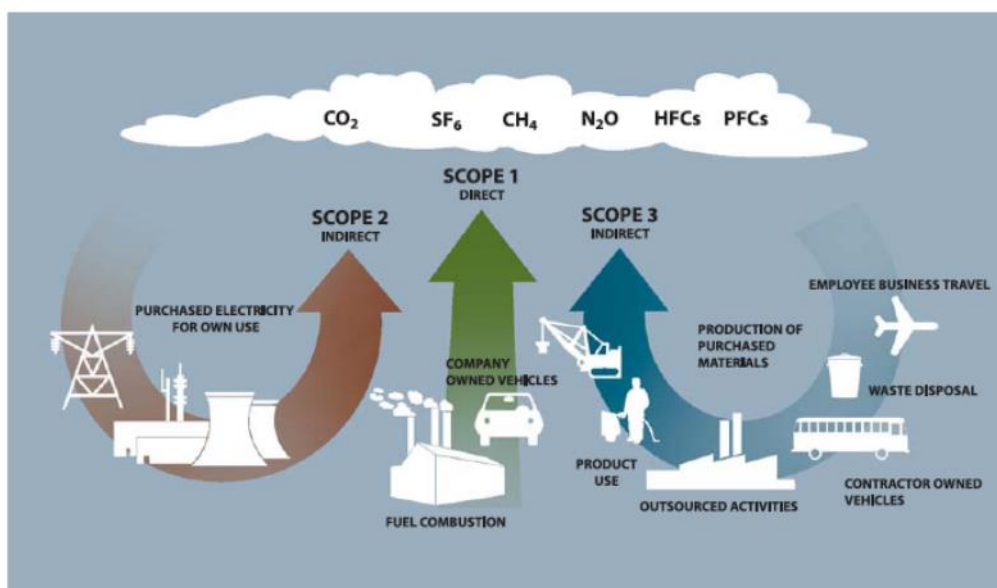 CO₂ SF₆ CH₄ N₂O HFCs PFCs
SCOPE 1
DIRECT
SCOPE 2
INDIRECT
SCOPE 3
INDIRECT
PURCHASED ELECTRICITY
FOR OWN USE
COMPANY
OWNED VEHICLES
FUEL COMBUSTION
EMPLOYEE BUSINESS TRAVEL
PRODUCTION OF
PURCHASED
MATERIALS
WASTE DISPOSAL
PRODUCT
USE
OUTSOURCED ACTIVITIES
CONTRACTOR OWNED
VEHICLES